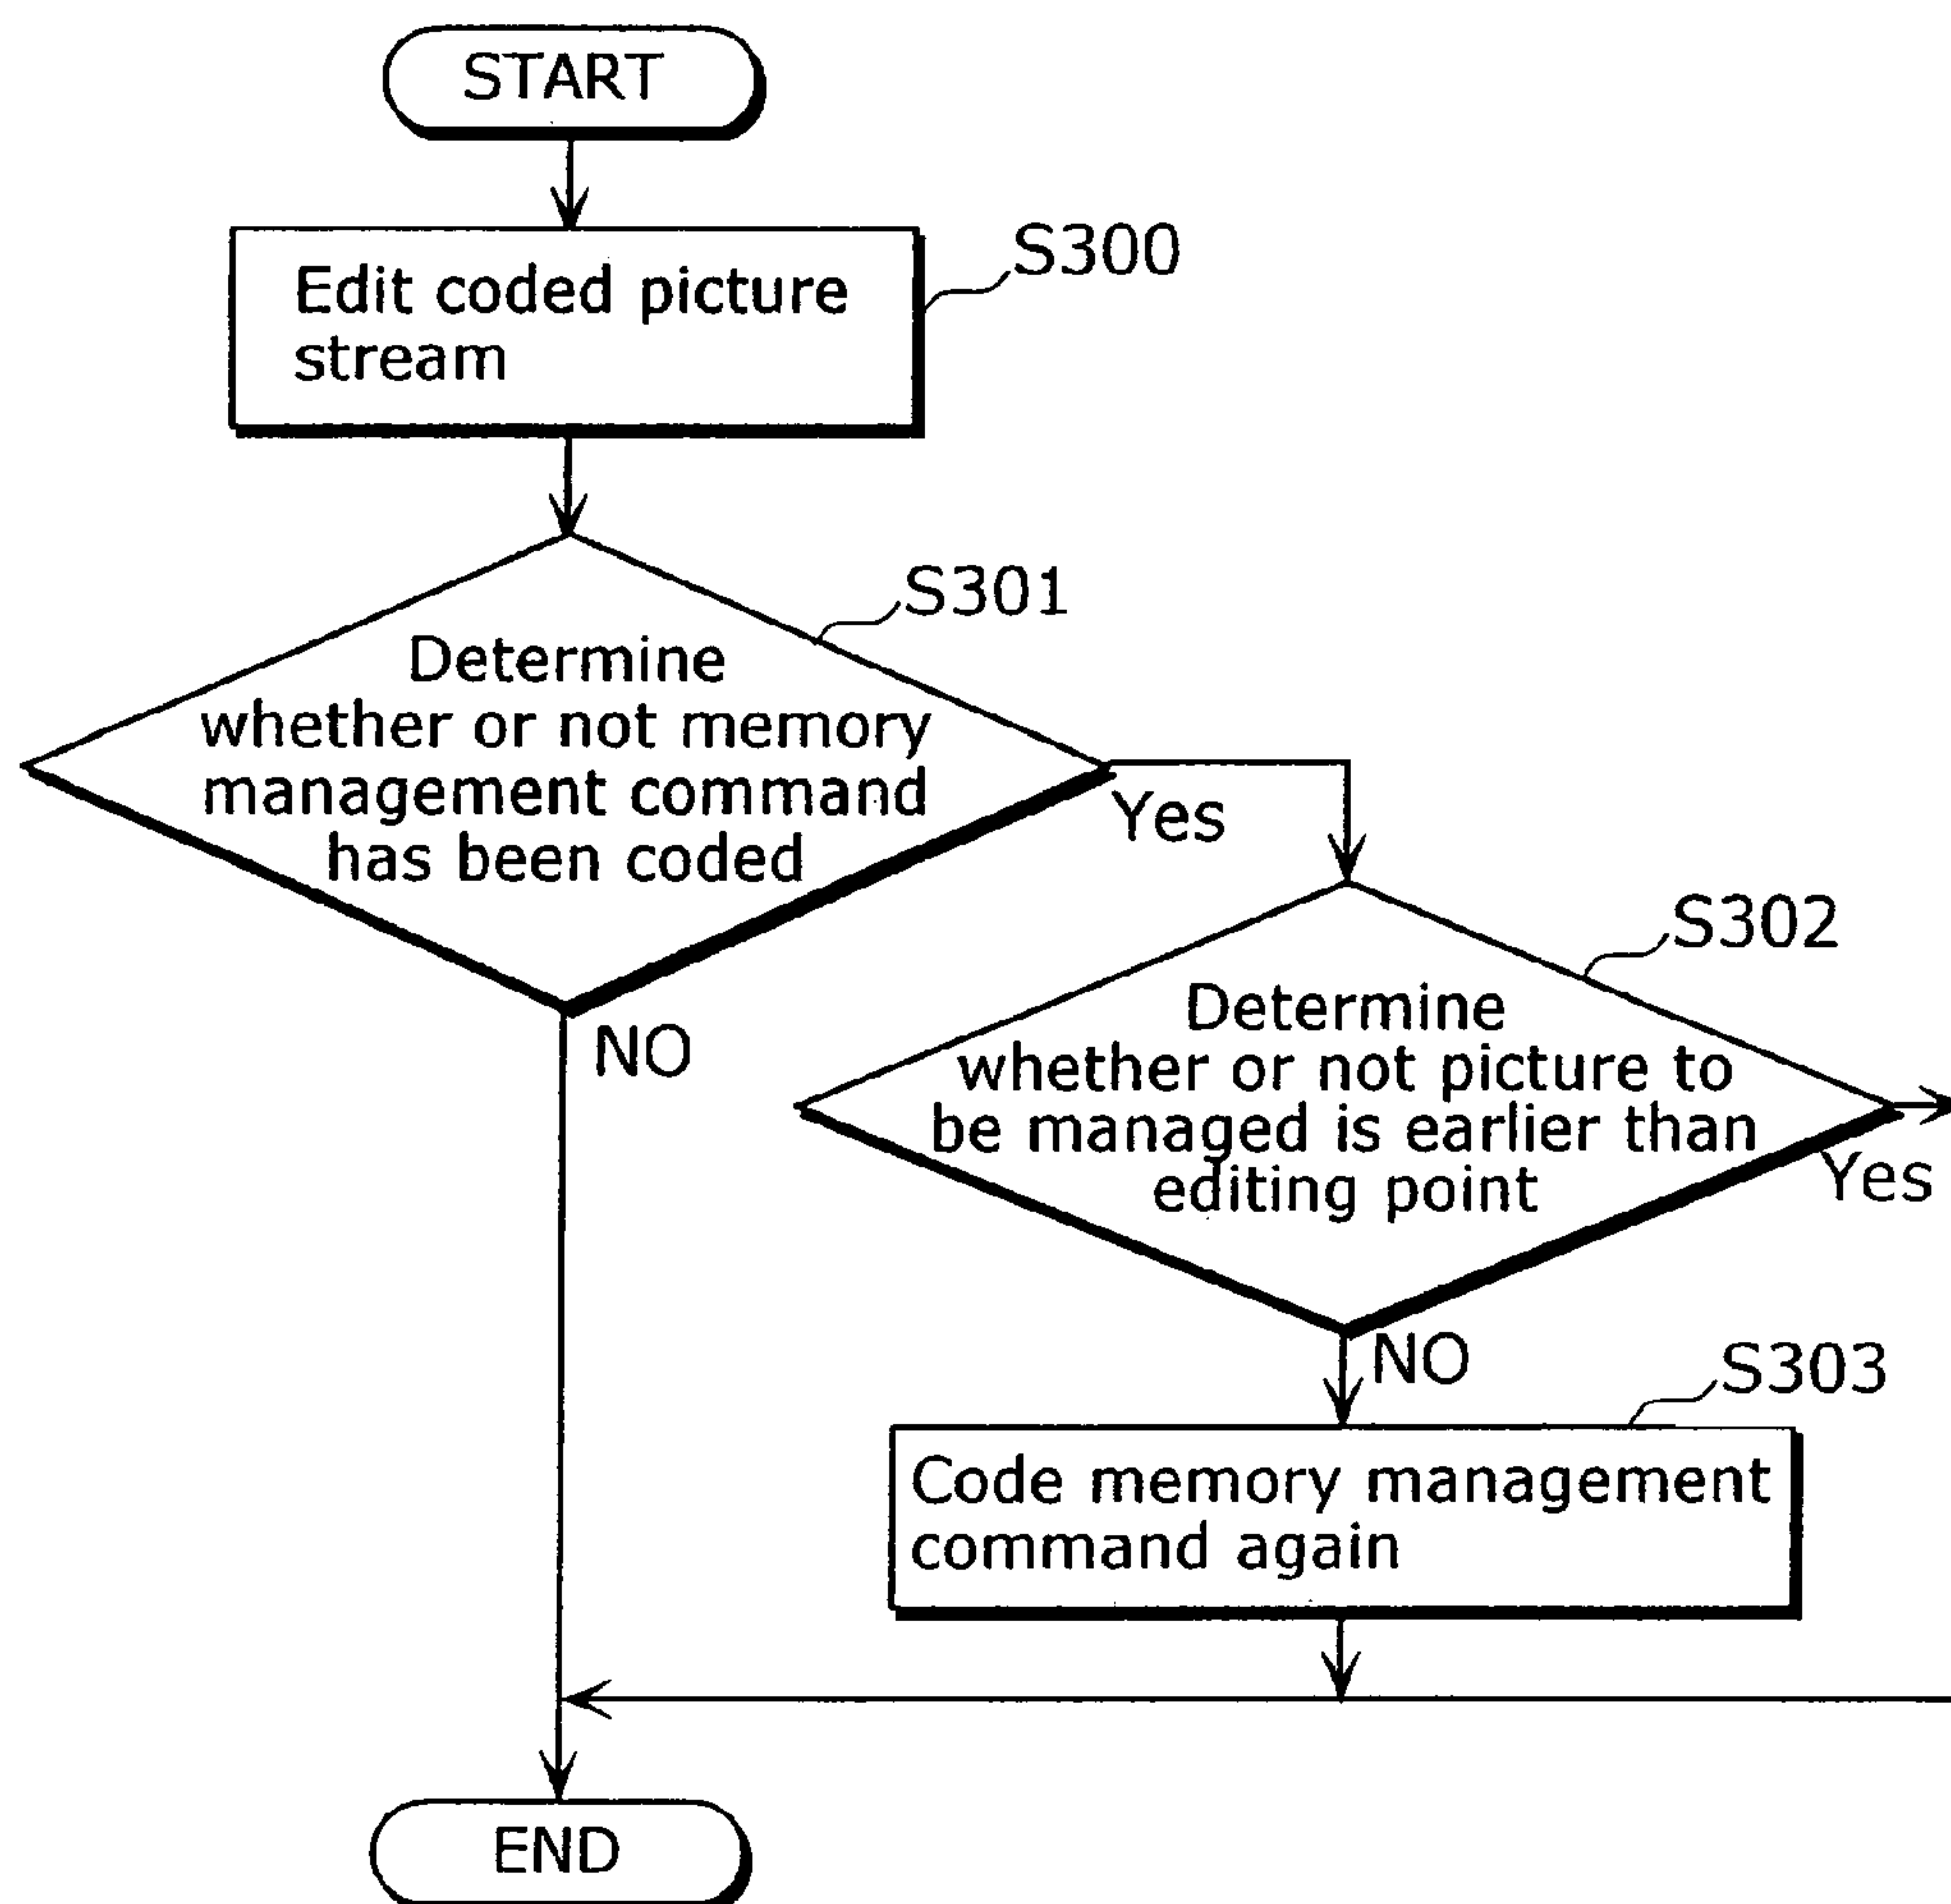 START
S300
Edit coded picture
stream
S301
Determine
whether or not memory
management command
has been coded
Yes
NO
S302
Determine
whether or not picture to
be managed is earlier than
editing point
Yes
NO
S303
Code memory management
command again
END